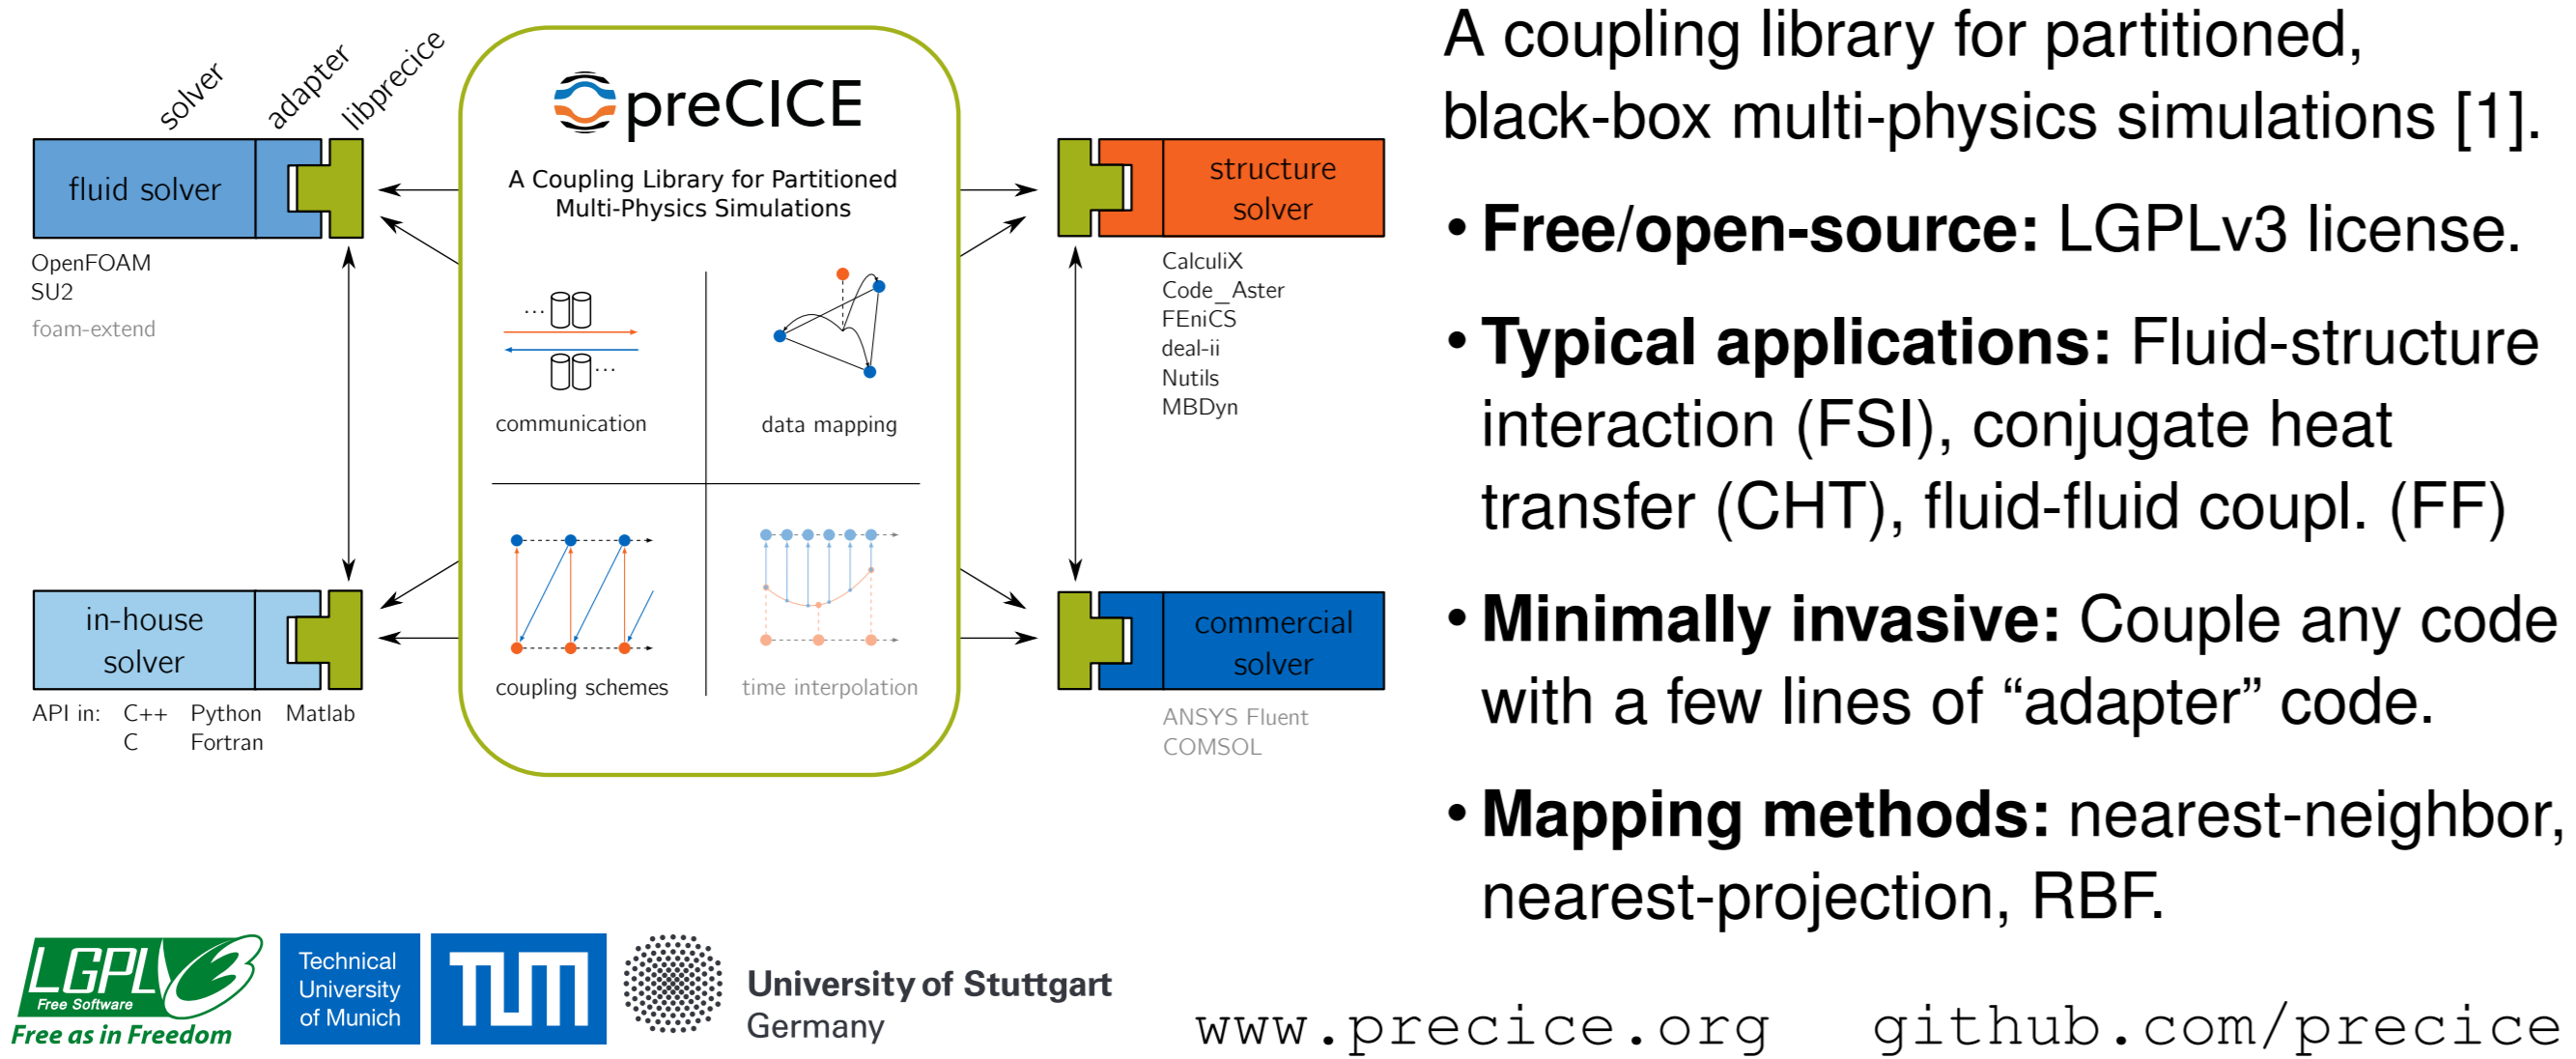 solver
adapter
libprecice
fluid solver
OpenFOAM
SU2
foam-extend
in-house
solver
API in: C++ Python Matlab
C Fortran
preCICE
A Coupling Library for Partitioned
Multi-Physics Simulations
...
...
communication
data mapping
coupling schemes
time interpolation
structure
solver
CalculiX
Code_Aster
FEniCS
deal-ii
Nutils
MBDyn
commercial
solver
ANSYS Fluent
COMSOL
A coupling library for partitioned,
black-box multi-physics simulations [1].
• Free/open-source: LGPLv3 license.
• Typical applications: Fluid-structure
interaction (FSI), conjugate heat
transfer (CHT), fluid-fluid coupl. (FF)
• Minimally invasive: Couple any code
with a few lines of “adapter” code.
• Mapping methods: nearest-neighbor,
nearest-projection, RBF.
LGPLV3
Free Software
Free as in Freedom
Technical
University
of Munich
TUM
University of Stuttgart
Germany
www.precice.org github.com/precice